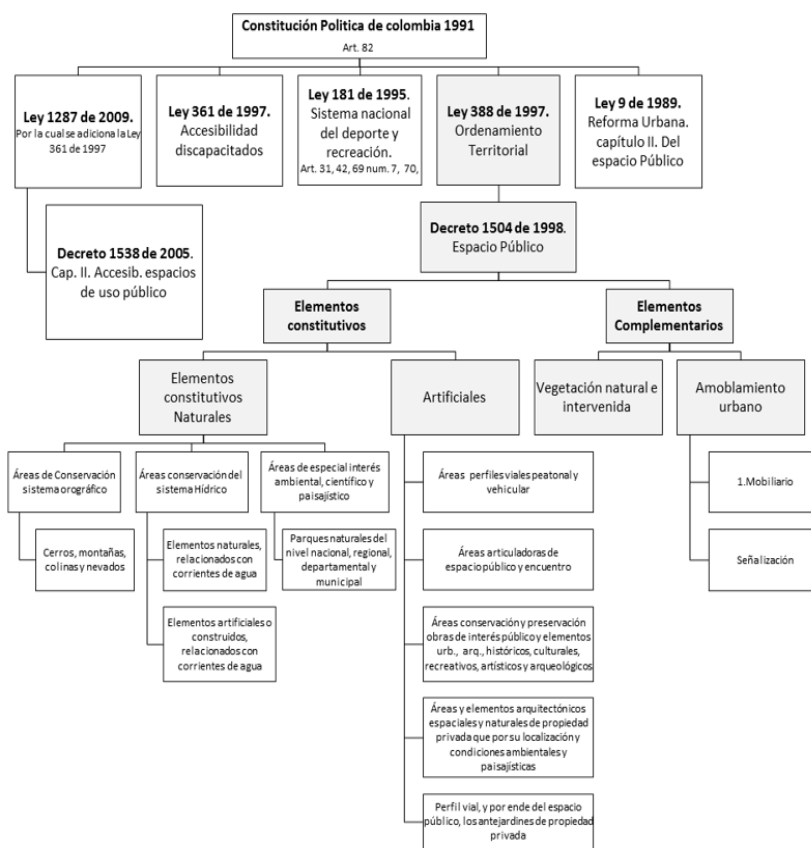 Constitución Politica de colombia 1991
Art. 82
Ley 1287 de 2009.
Por la cual se adiciona la Ley
361 de 1997
Ley 361 de 1997.
Accesibilidad
discapacitados
Ley 181 de 1995.
Sistema nacional
del deporte y
recreación.
Art. 31, 42, 69 num. 7, 70,
Ley 388 de 1997.
Ordenamiento
Territorial
Ley 9 de 1989.
Reforma Urbana.
capítulo II. Del
espacio Público
Decreto 1538 de 2005.
Cap. II. Accesib. espacios
de uso público
Decreto 1504 de 1998.
Espacio Público
Elementos
constitutivos
Elementos
Complementarios
Elementos
constitutivos
Naturales
Artificiales
Vegetación natural e
intervenida
Amoblamiento
urbano
Áreas de Conservación
sistema orográfico
Áreas conservación del
sistema Hídrico
Áreas de especial interés
ambiental, científico y
paisajístico
Áreas perfiles viales peatonal y
vehicular
1.Mobiliario
Cerros, montañas,
colinas y nevados
Elementos naturales,
relacionados con
corrientes de agua
Parques naturales del
nivel nacional, regional,
departamental y
municipal
Áreas articuladoras de
espacio público y encuentro
Señalización
Elementos artificiales o
construidos,
relacionados con
corrientes de agua
Áreas conservación y preservación
obras de interés público y elementos
urb., arq., históricos, culturales,
recreativos, artísticos y arqueológicos
Áreas y elementos arquitectónicos
espaciales y naturales de propiedad
privada que por su localización y
condiciones ambientales y
paisajísticas
Perfil vial, y por ende del espacio
público, los antejardines de propiedad
privada